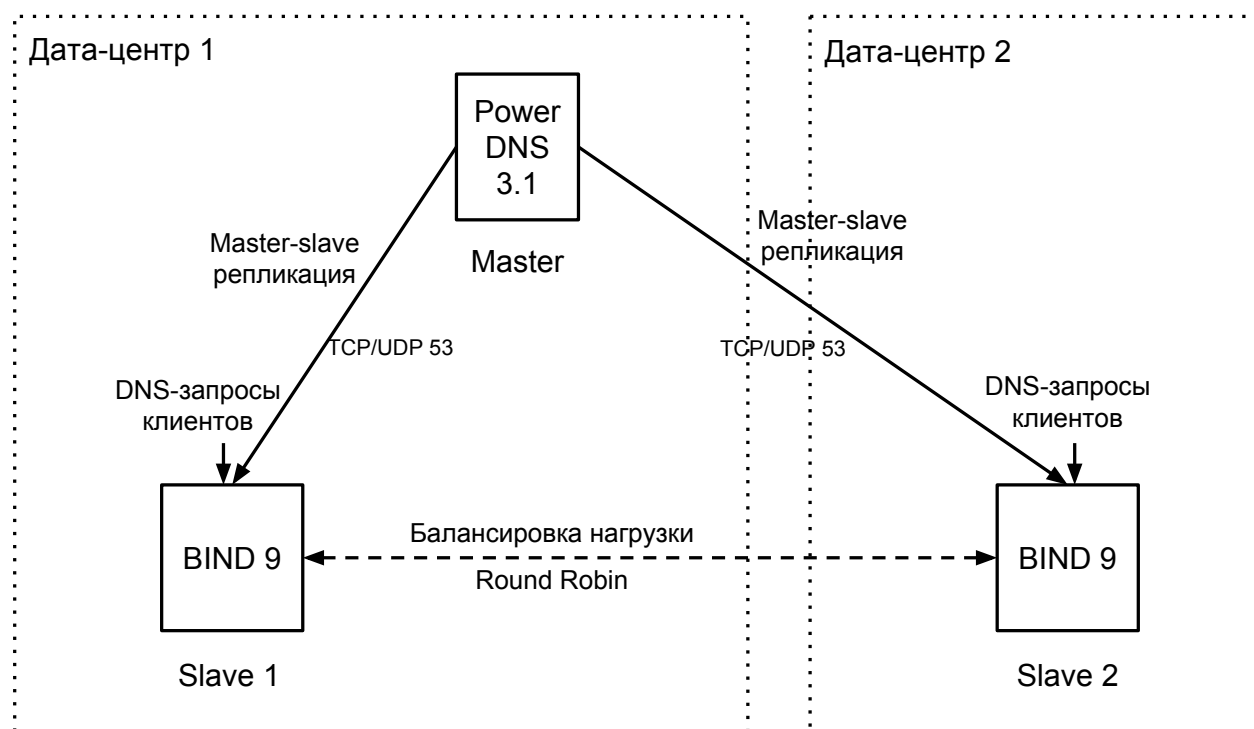 Дата-центр 1
Дата-центр 2
Power
DNS
3.1
Master
Master-slave
репликация
Master-slave
репликация
TCP/UDP 53
TCP/UDP 53
DNS-запросы
клиентов
DNS-запросы
клиентов
BIND 9
Балансировка нагрузки
Round Robin
BIND 9
Slave 1
Slave 2